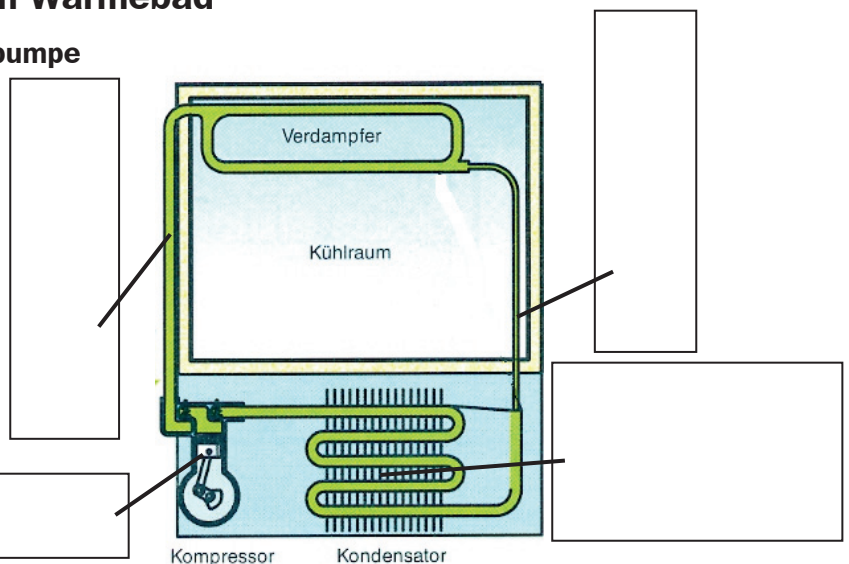 Wärmebad
pumpe
Verdampfer
Kühlraum
Kompressor
Kondensator